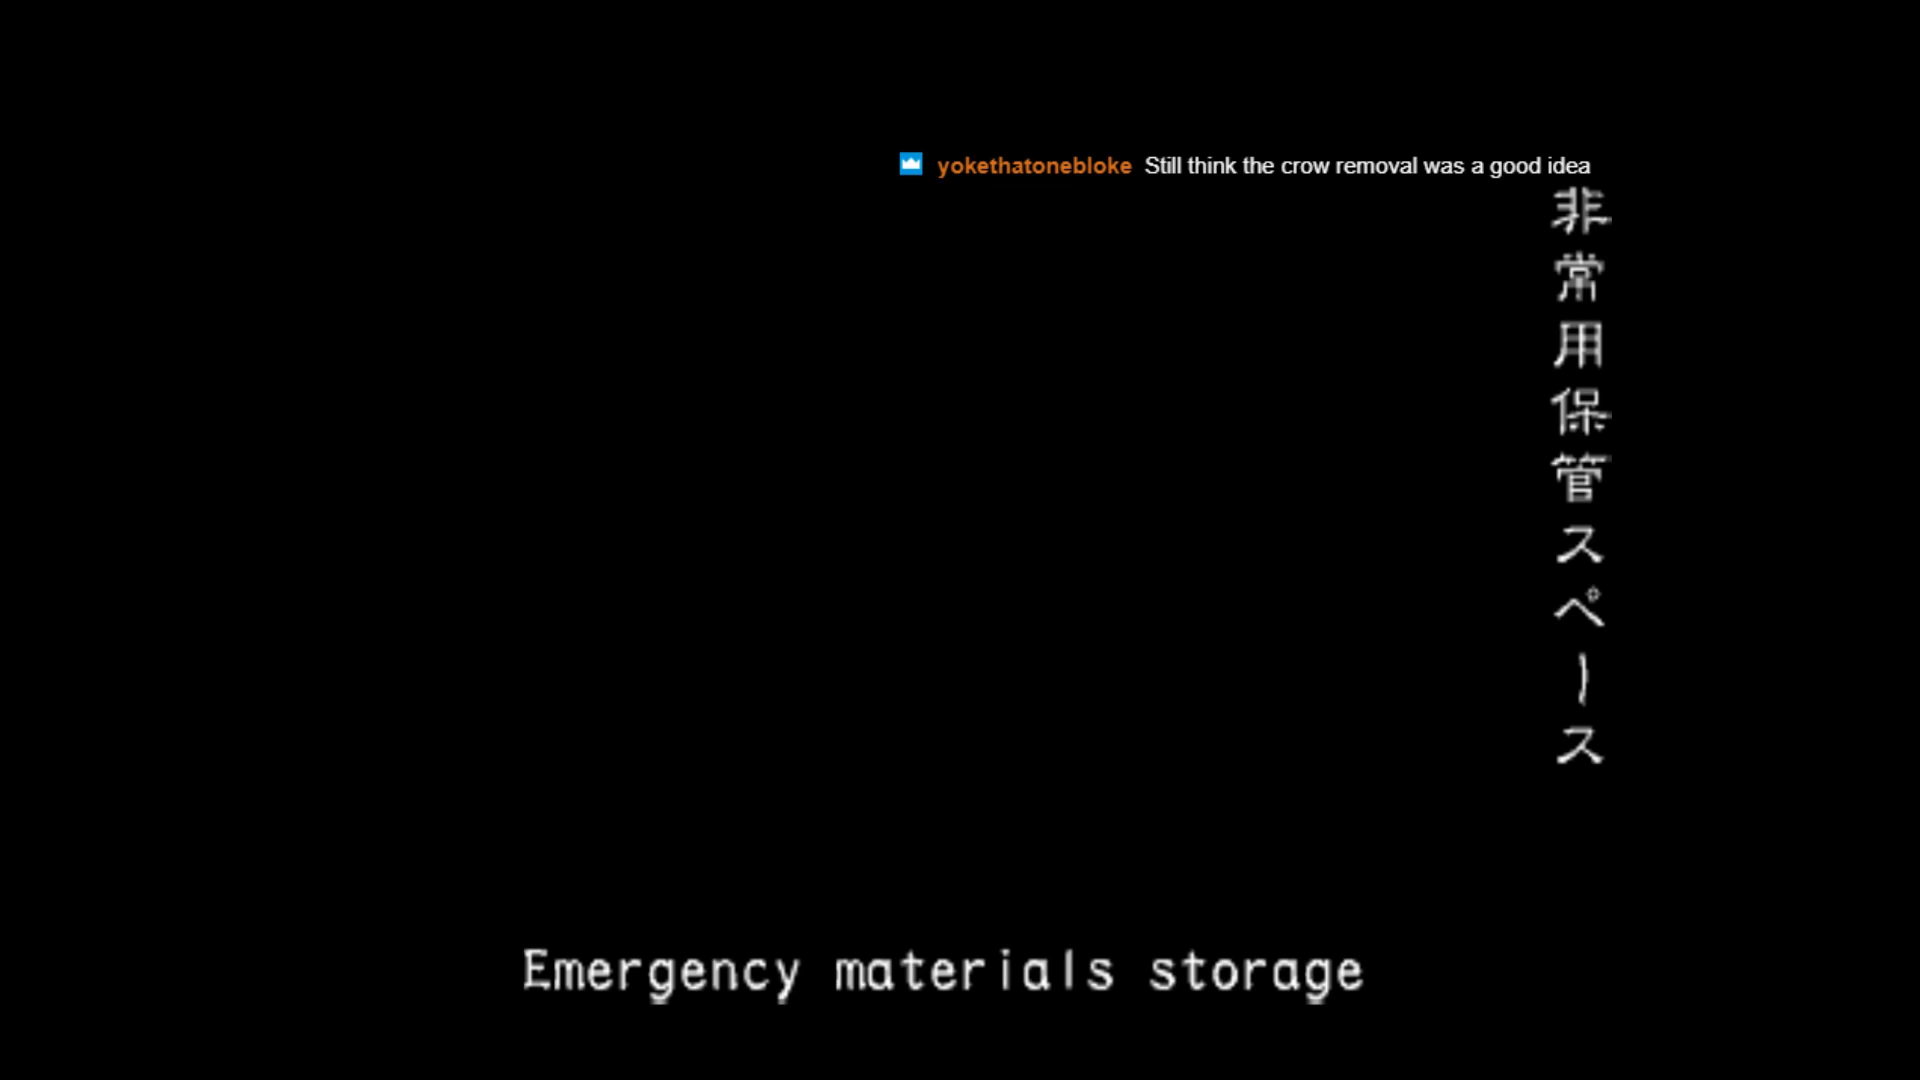 yokethatonebloke Still think the crow removal was a good idea
非常用保管スペース
Emergency materials storage